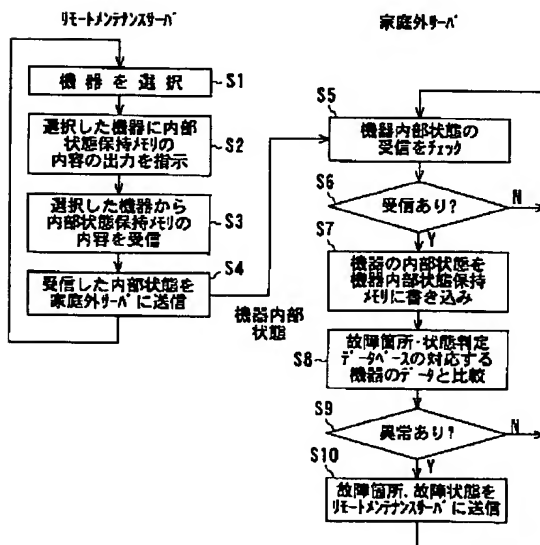 リモートメンテナンスサーバ
機器を選択
S1
選択した機器に内部
状態保持メモリの
内容の出力を指示
S2
選択した機器から
内部状態保持メモリの
内容を受信
S3
受信した内部状態を
家庭外サーバに送信
S4
機器内部
状態
家庭外サーバ
S5
機器内部状態の
受信をチェック
S6
受信あり?
N
Y
S7
機器の内部状態を
機器内部状態保持
メモリに書き込み
S8
故障箇所・状態判定
データベースの対応する
機器のデータと比較
S9
異常あり?
N
Y
S10
故障箇所、故障状態を
リモートメンテナンスサーバ
に送信